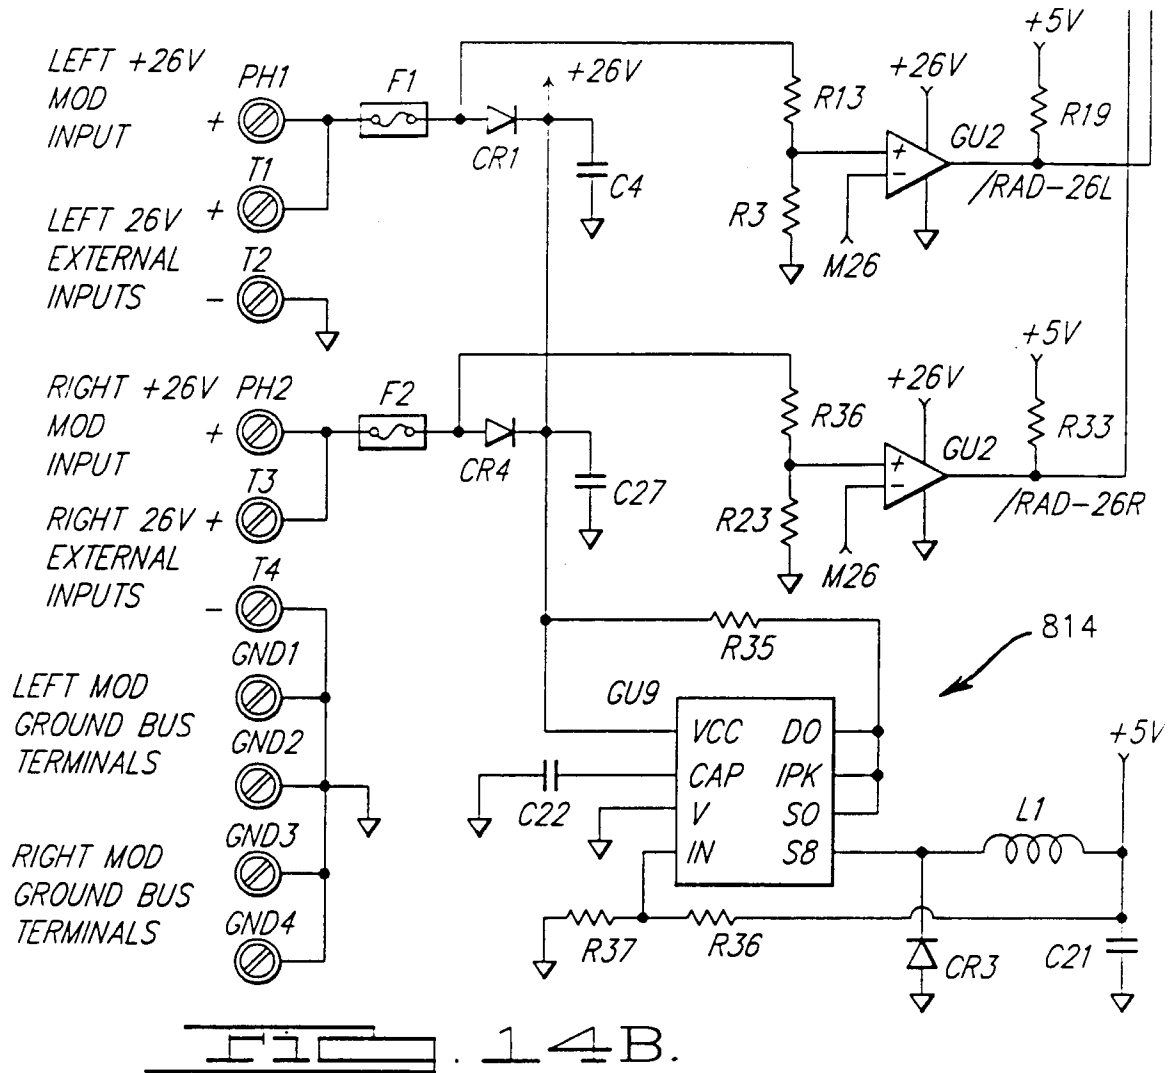 LEFT +26V
MOD
INPUT
PH1
+
F1
CR1
+26V
C4
T1
+
LEFT 26V
EXTERNAL
INPUTS
T2
−
R13
R3
+26V
GU2
+
−
M26
+5V
R19
/RAD-26L
RIGHT +26V
MOD
INPUT
PH2
+
F2
CR4
C27
T3
+
RIGHT 26V
EXTERNAL
INPUTS
T4
−
R36
R23
+26V
GU2
+
−
M26
+5V
R33
/RAD-26R
GND1
LEFT MOD
GROUND BUS
TERMINALS
GND2
GND3
RIGHT MOD
GROUND BUS
TERMINALS
GND4
R35
814
GU9
VCC DO
CAP IPK
V SO
IN S8
C22
L1
+5V
R37
R36
CR3
C21
FIG. 14B.